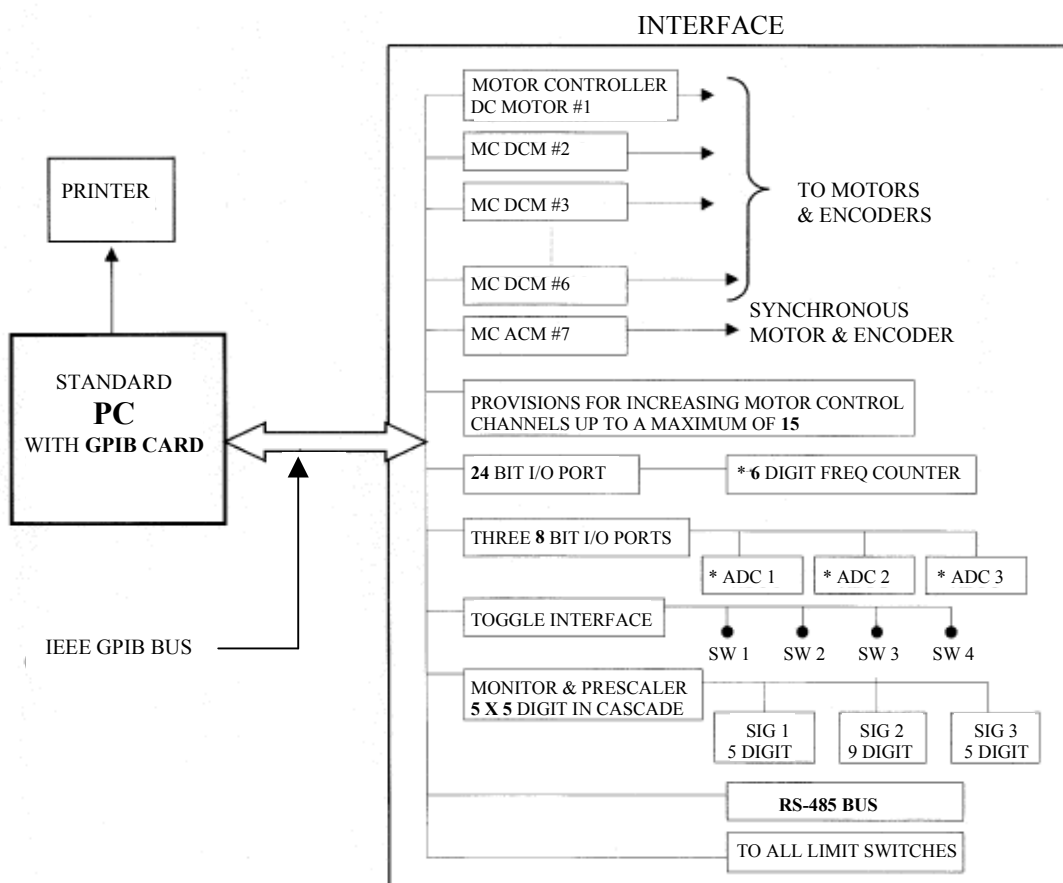 INTERFACE
MOTOR CONTROLLER
DC MOTOR #1
MC DCM #2
MC DCM #3
MC DCM #6
TO MOTORS
& ENCODERS
MC ACM #7
SYNCHRONOUS
MOTOR & ENCODER
PRINTER
STANDARD
PC
WITH GPIB CARD
IEEE GPIB BUS
PROVISIONS FOR INCREASING MOTOR CONTROL
CHANNELS UP TO A MAXIMUM OF 15
24 BIT I/O PORT
* 6 DIGIT FREQ COUNTER
THREE 8 BIT I/O PORTS
* ADC 1
* ADC 2
* ADC 3
TOGGLE INTERFACE
SW 1
SW 2
SW 3
SW 4
MONITOR & PRESCALER
5 X 5 DIGIT IN CASCADE
SIG 1
5 DIGIT
SIG 2
9 DIGIT
SIG 3
5 DIGIT
RS-485 BUS
TO ALL LIMIT SWITCHES